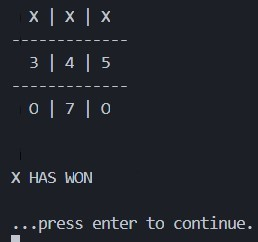 X | X | X
-------------
3 | 4 | 5
-------------
O | 7 | O
X HAS WON
...press enter to continue.